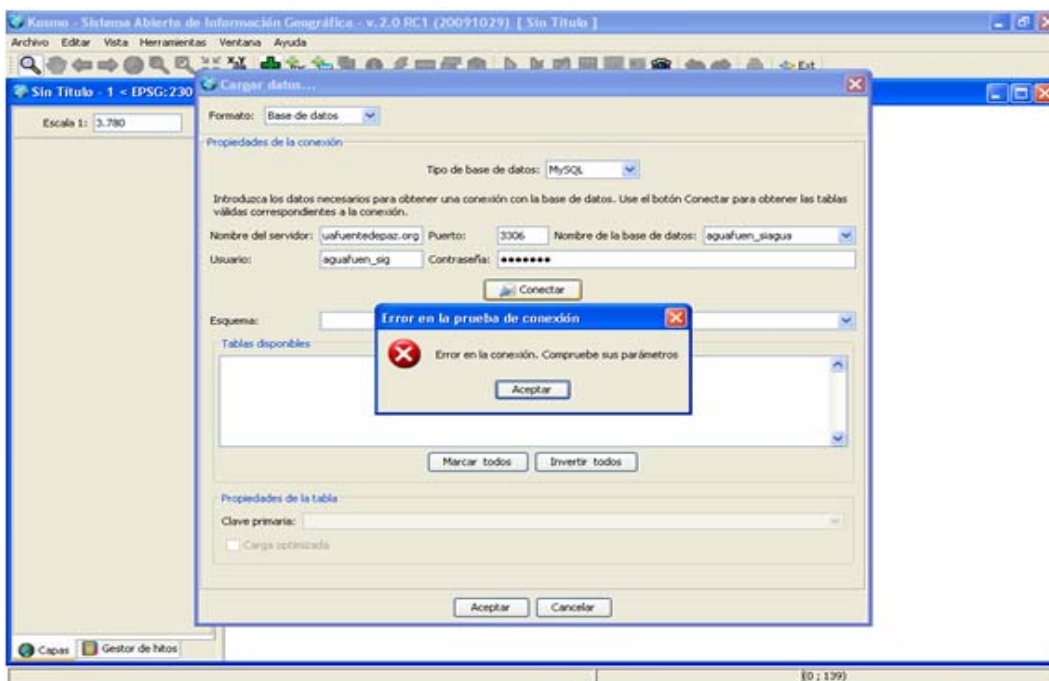 Kosmo - Sistema Abierto de Información Geográfica - v.2.0 RC1 (20091029) [ Sin Título ]
Archivo Editar Vista Herramientas Ventana Ayuda
Ext
Sin Título - 1 < EPSG:230
Escala 1: 3.780
Cargar datos...
Formato: Base de datos
Propiedades de la conexión
Tipo de base de datos: MySQL
Introduzca los datos necesarios para obtener una conexión con la base de datos. Use el botón Conectar para obtener las tablas
válidas correspondientes a la conexión.
Nombre del servidor: uafuentedepaz.org Puerto: 3306 Nombre de la base de datos: aguafuen_siagua
Usuario: aguafuen_sig Contraseña: ●●●●●●●
Conectar
Esquema:
Tablas disponibles
Error en la prueba de conexión
Error en la conexión. Compruebe sus parámetros
Aceptar
Marcar todos Invertir todos
Propiedades de la tabla
Clave primaria:
Carga optimizada
Aceptar Cancelar
Capas Gestor de hitos
(0 ; 139)